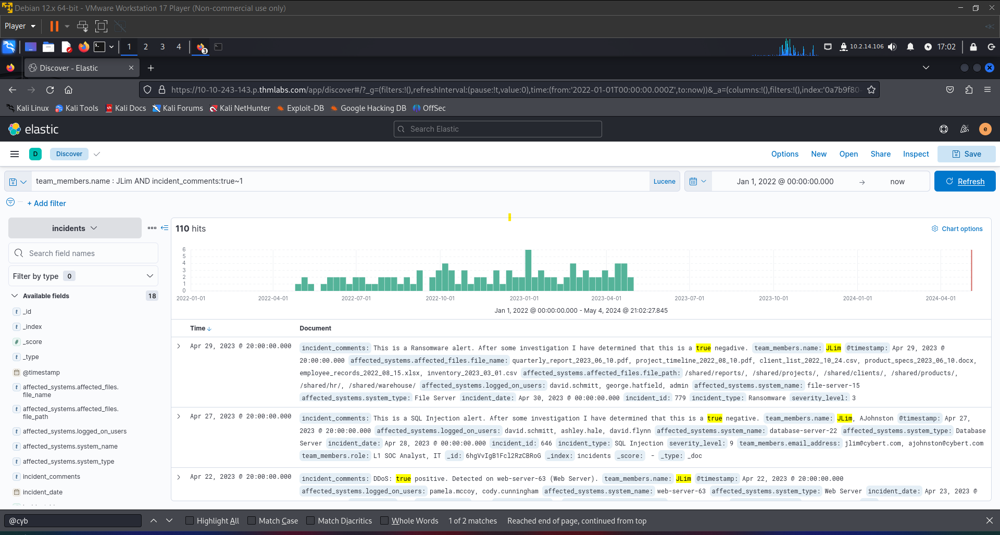 Debian 12.x 64-bit - VMware Workstation 17 Player (Non-commercial use only)
Player
1 2 3 4 3 10.2.14.106 17:02
Discover - Elastic
https://10-10-243-143.p.thmlabs.com/app/discover#/?_g=(filters:!(),refreshInterval:(pause:!t,value:0),time:(from:'2022-01-01T00:00:00.000Z',to:now))&_a=(columns:!(),filters:!(),index:'0a7b9f80-
Kali Linux Kali Tools Kali Docs Kali Forums Kali NetHunter Exploit-DB Google Hacking DB OffSec
elastic Search Elastic e
D Discover Options New Open Share Inspect Save
team_members.name : JLim AND incident_comments:true~1 Lucene Jan 1, 2022 @ 00:00:00.000 → now Refresh
+ Add filter
incidents
110 hits Chart options
Search field names
Filter by type 0
Available fields 18
_id
_index
_score
_type
@timestamp
affected_systems.affected_files.
file_name
affected_systems.affected_files.
file_path
affected_systems.logged_on_users
affected_systems.system_name
affected_systems.system_type
incident_comments
incident_date
6
5
4
3
2
1
0
2022-01-01 2022-04-01 2022-07-01 2022-10-01 2023-01-01 2023-04-01 2023-07-01 2023-10-01 2024-01-01 2024-04-01
Jan 1, 2022 @ 00:00:00.000 - May 4, 2024 @ 21:02:27.845
Time Document
Apr 29, 2023 @ 20:00:00.000 incident_comments: This is a Ransomware alert. After some investigation I have determined that this is a true negadive. team_members.name: JLim @timestamp: Apr 29, 2023 @
20:00:00.000 affected_systems.affected_files.file_name: quarterly_report_2023_06_10.pdf, project_timeline_2022_08_10.pdf, client_list_2022_10_24.csv, product_specs_2023_06_10.docx,
employee_records_2022_08_15.xlsx, inventory_2023_03_01.csv affected_systems.affected_files.file_path: /shared/reports/, /shared/projects/, /shared/clients/, /shared/products/,
/shared/hr/, /shared/warehouse/ affected_systems.logged_on_users: david.schmitt, george.hatfield, admin affected_systems.system_name: file-server-15
affected_systems.system_type: File Server incident_date: Apr 30, 2023 @ 00:00:00.000 incident_id: 779 incident_type: Ransomware severity_level: 3
Apr 27, 2023 @ 20:00:00.000 incident_comments: This is a SQL Injection alert. After some investigation I have determined that this is a true negative. team_members.name: JLim, AJohnston @timestamp: Apr 27,
2023 @ 20:00:00.000 affected_systems.logged_on_users: david.schmitt, ashley.hale, david.flynn affected_systems.system_name: database-server-22 affected_systems.system_type: Database
Server incident_date: Apr 28, 2023 @ 00:00:00.000 incident_id: 646 incident_type: SQL Injection severity_level: 9 team_members.email_address: jlim@cybert.com, ajohnston@cybert.com
team_members.role: L1 SOC Analyst, IT _id: 6hgVvIgB1Fcl2RzCBRoG _index: incidents _score: - _type: _doc
Apr 22, 2023 @ 20:00:00.000 incident_comments: DDoS: true positive. Detected on web-server-63 (Web Server). team_members.name: JLim @timestamp: Apr 22, 2023 @ 20:00:00.000
affected_systems.logged_on_users: pamela.mccoy, cody.cunningham affected_systems.system_name: web-server-63 affected_systems.system_type: Web Server incident_date: Apr 23, 2023 @
@cyb Highlight All Match Case Match Diacritics Whole Words 1 of 2 matches Reached end of page, continued from top